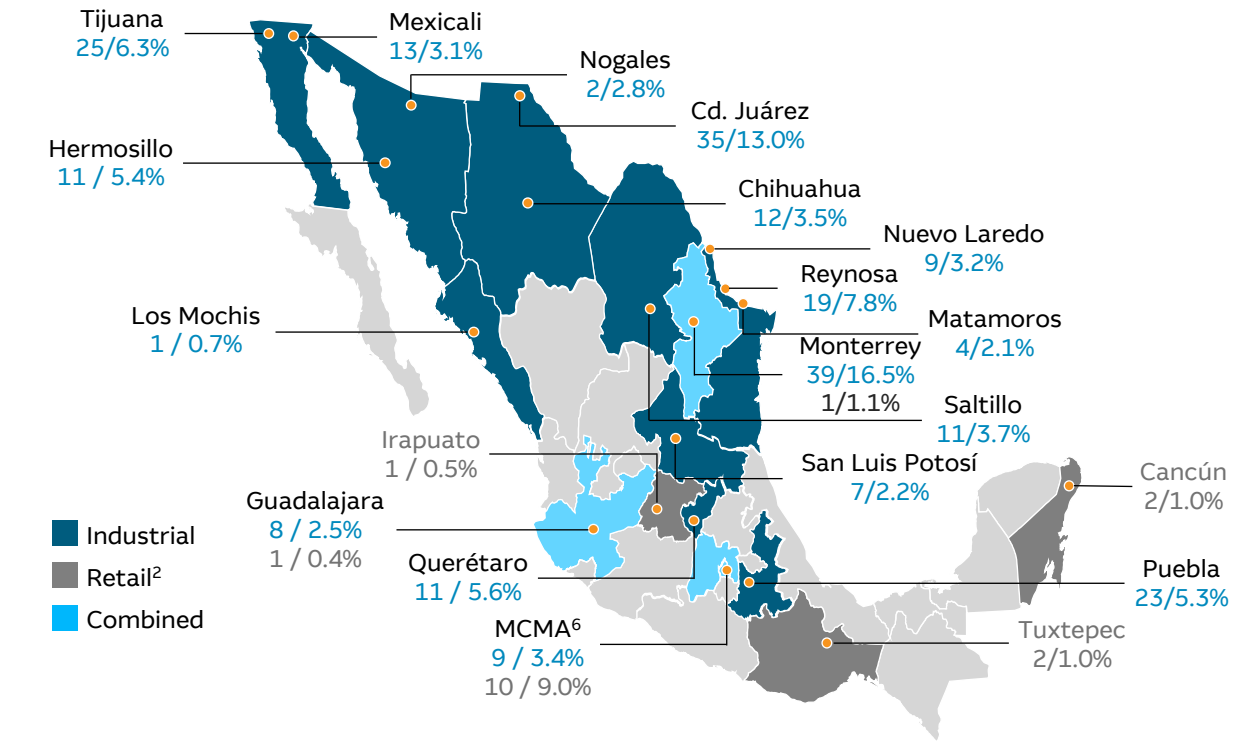 Tijuana
25/6.3%
Mexicali
13/3.1%
Nogales
2/2.8%
Cd. Juárez
35/13.0%
Hermosillo
11 / 5.4%
Chihuahua
12/3.5%
Nuevo Laredo
9/3.2%
Reynosa
19/7.8%
Los Mochis
1 / 0.7%
Matamoros
4/2.1%
Monterrey
39/16.5%
1/1.1%
Saltillo
11/3.7%
Irapuato
1 / 0.5%
San Luis Potosí
7/2.2%
Cancún
2/1.0%
Guadalajara
8 / 2.5%
1 / 0.4%
Industrial
Retail²
Combined
Querétaro
11 / 5.6%
Puebla
23/5.3%
MCMA⁶
9 / 3.4%
10 / 9.0%
Tuxtepec
2/1.0%